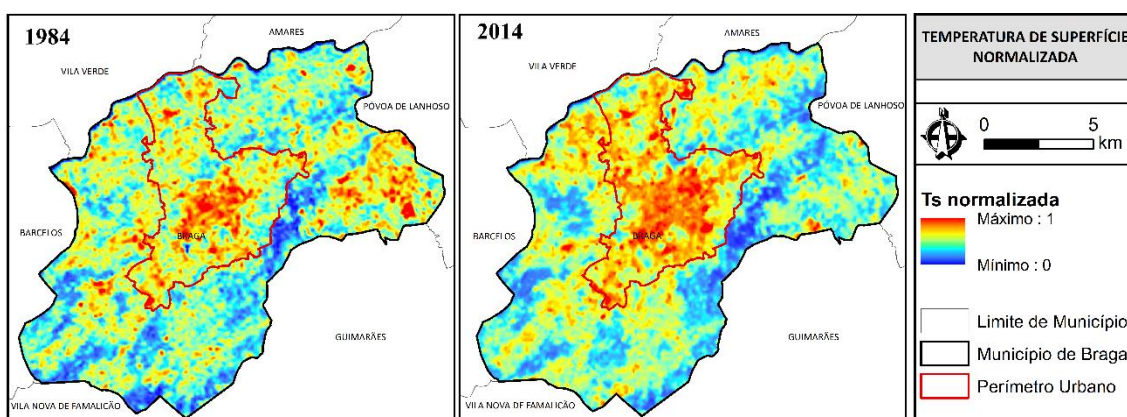 1984
AMARES
VILA VERDE
PÓVOA DE LANHOSO
BARCELOS
BRAGA
GUIMARÃES
VILA NOVA DE FAMALICÃO
2014
AMARES
VILA VERDE
PÓVOA DE LANHOSO
BARCELOS
BRAGA
GUIMARÃES
VILA NOVA DE FAMALICÃO
TEMPERATURA DE SUPERFÍCIE
NORMALIZADA
0 5
km
Ts normalizada
Máximo : 1
Mínimo : 0
Limite de Município
Município de Braga
Perímetro Urbano